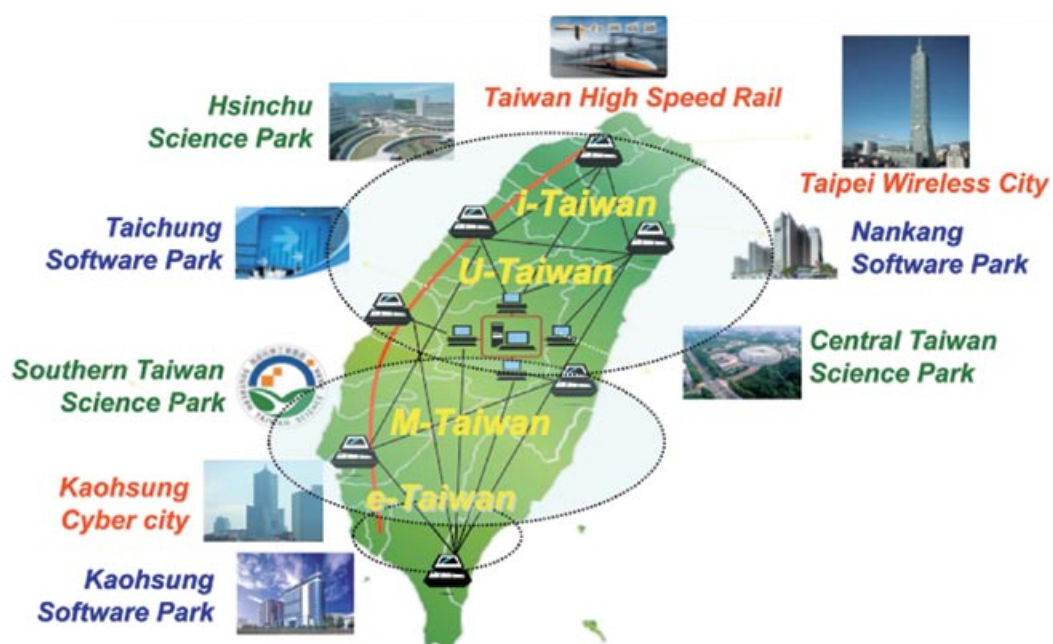 Taiwan High Speed Rail
Hsinchu
Science Park
Taipei Wireless City
i-Taiwan
Taichung
Software Park
Nankang
Software Park
U-Taiwan
Southern Taiwan
Science Park
Central Taiwan
Science Park
M-Taiwan
Kaohsung
Cyber city
e-Taiwan
Kaohsung
Software Park